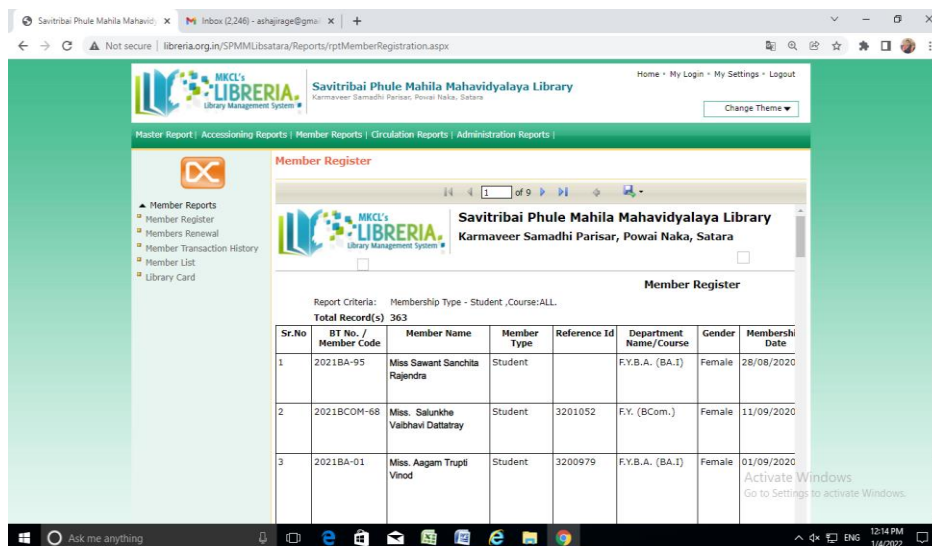 Savitribai Phule Mahila Mahavidy
Inbox (2,246) - ashajirage@gmai
Not secure | libreria.org.in/SPMMLibsatara/Reports/rptMemberRegistration.aspx
MKCL's
LIBRERIA.
Library Management System
Savitribai Phule Mahila Mahavidyalaya Library
Karmaveer Samadhi Parisar, Powai Naka, Satara
Home • My Login • My Settings • Logout
Change Theme
Master Report | Accessioning Reports | Member Reports | Circulation Reports | Administration Reports |
Member Reports
Member Register
Members Renewal
Member Transaction History
Member List
Library Card
Member Register
1 of 9
MKCL's
LIBRERIA.
Library Management System
Savitribai Phule Mahila Mahavidyalaya Library
Karmaveer Samadhi Parisar, Powai Naka, Satara
Member Register
Report Criteria: Membership Type - Student ,Course:ALL.
Total Record(s) 363
Sr.No BT No. / Member Code Member Name Member Type Reference Id Department Name/Course Gender Membershi Date
1 2021BA-95 Miss Sawant Sanchita Rajendra Student F.Y.B.A. (BA.I) Female 28/08/2020
2 2021BCOM-68 Miss. Salunkhe Vaibhavi Dattatray Student 3201052 F.Y. (BCom.) Female 11/09/2020
3 2021BA-01 Miss. Aagam Trupti Vinod Student 3200979 F.Y.B.A. (BA.I) Female 01/09/2020
Activate Windows
Go to Settings to activate Windows.
Ask me anything
ENG
12:14 PM
1/4/2022